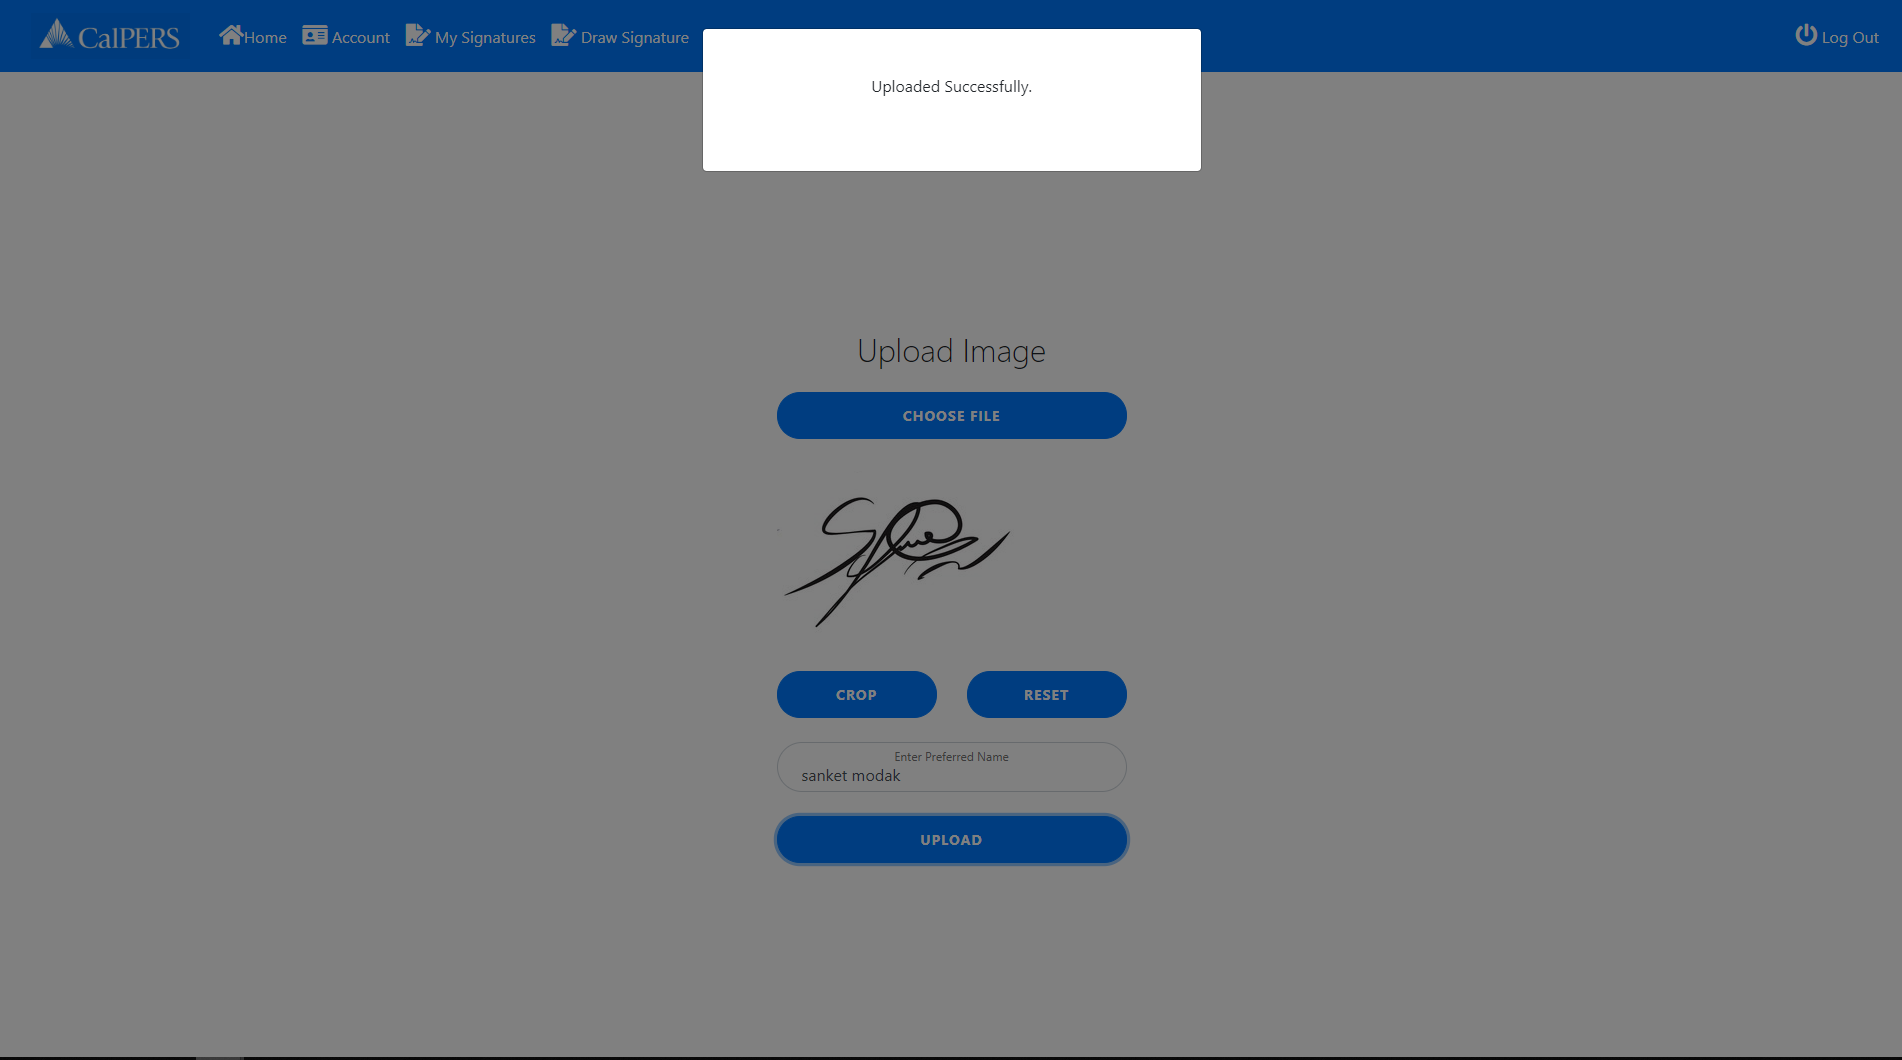 CalPERS Home Account My Signatures Draw Signature Log Out
Uploaded Successfully.
Upload Image
CHOOSE FILE
CROP RESET
Enter Preferred Name
sanket modak
UPLOAD